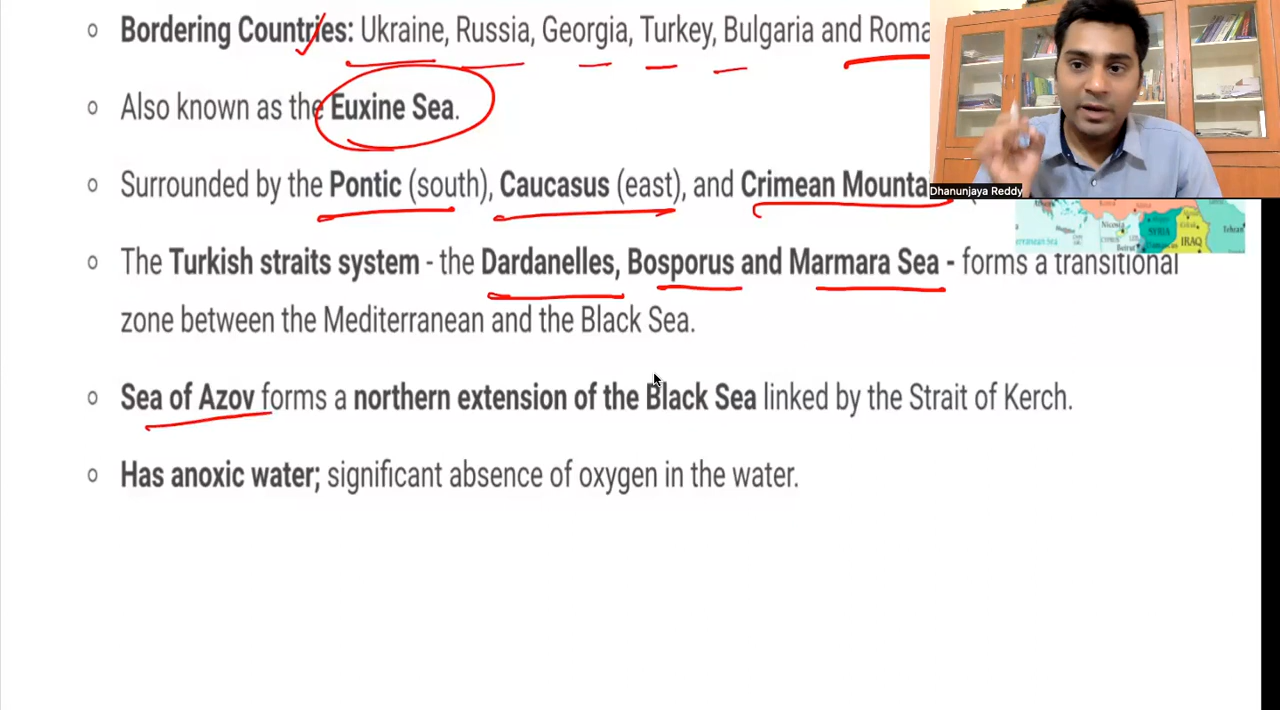 Bordering Countries: Ukraine, Russia, Georgia, Turkey, Bulgaria and Roma
Also known as the Euxine Sea.
Surrounded by the Pontic (south), Caucasus (east), and Crimean Mounta
Dhanunjaya Reddy
Nicosia
SYRIA
IRAQ
Tehran
Beirut
The Turkish straits system - the Dardanelles, Bosporus and Marmara Sea - forms a transitional
zone between the Mediterranean and the Black Sea.
Sea of Azov forms a northern extension of the Black Sea linked by the Strait of Kerch.
Has anoxic water; significant absence of oxygen in the water.